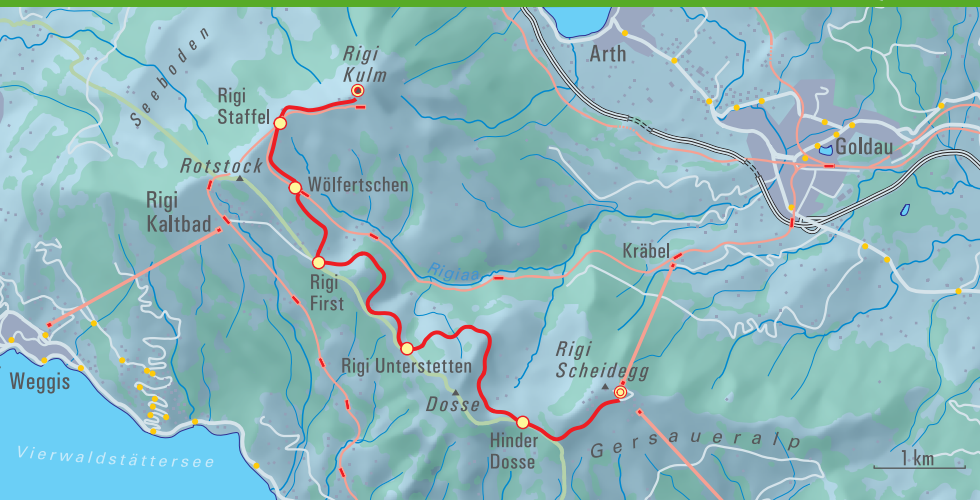 Seeboden
Rigi
Kulm
Arth
Rigi
Staffel
Goldau
Rotstock
Wölfertschen
Rigi
Kaltbad
Kräbel
Rigiaa
Rigi
First
Rigi
Scheidegg
Rigi Unterstetten
Weggis
Dosse
Hinder
Dosse
Gersaueralp
Vierwaldstättersee
1 km